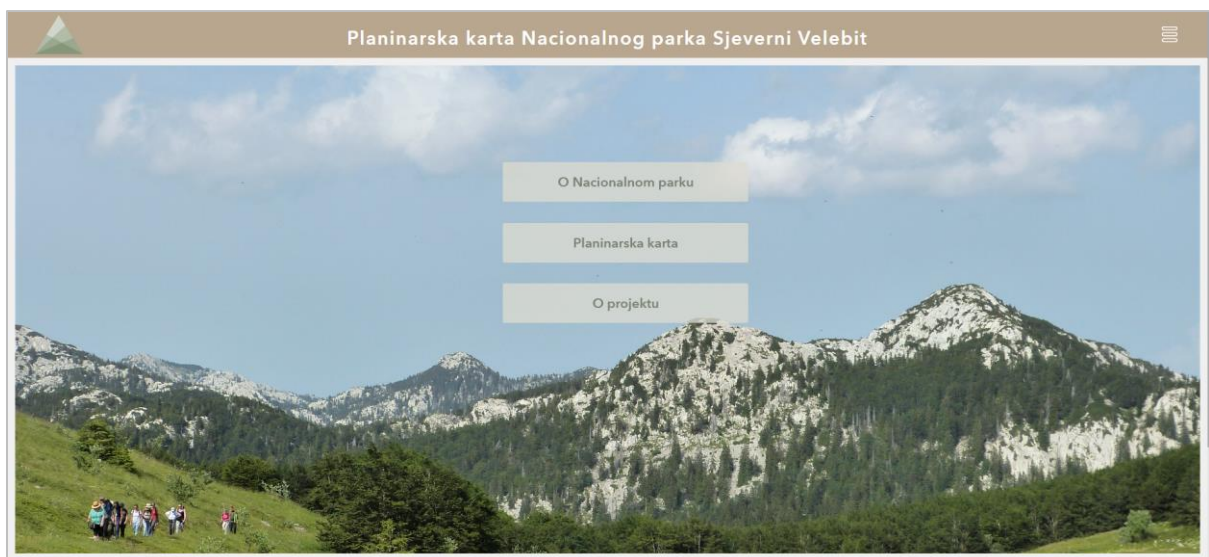 Planinarska karta Nacionalnog parka Sjeverni Velebit
O Nacionalnom parku
Planinarska karta
O projektu